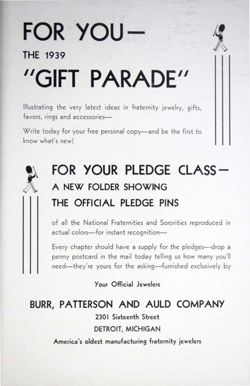 FOR YOU—
THE 1939
"GIFT PARADE"
Illustrating the very latest ideas in fraternity jewelry, gifts,
favors, rings and accessories—
Write today for your free personal copy—and be the first to
know what's new!
FOR YOUR PLEDGE CLASS—
A NEW FOLDER SHOWING
THE OFFICIAL PLEDGE PINS
of all the National Fraternities and Sororities reproduced in
actual colors—for instant recognition—
Every chapter should have a supply for the pledges—drop a
penny postcard in the mail today telling us how many you'll
need—they're yours for the asking—furnished exclusively by
Your Official Jewelers
BURR, PATTERSON AND AULD COMPANY
2301 Sixteenth Street
DETROIT, MICHIGAN
America's oldest manufacturing fraternity jewelers